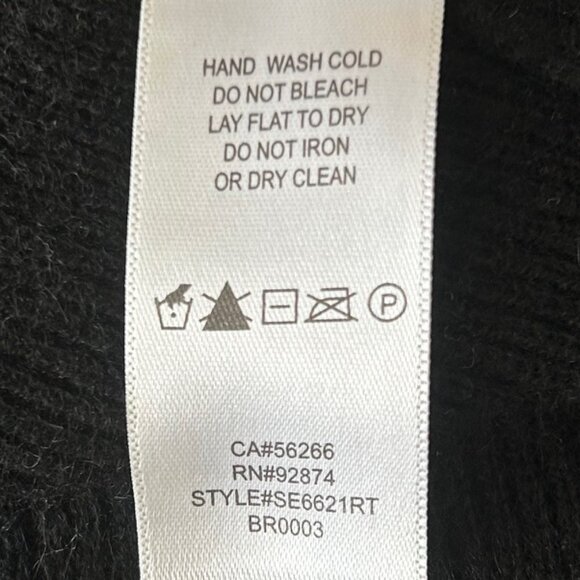 HAND WASH COLD
DO NOT BLEACH
LAY FLAT TO DRY
DO NOT IRON
OR DRY CLEAN
P
CA#56266
RN#92874
STYLE#SE6621RT
BR0003